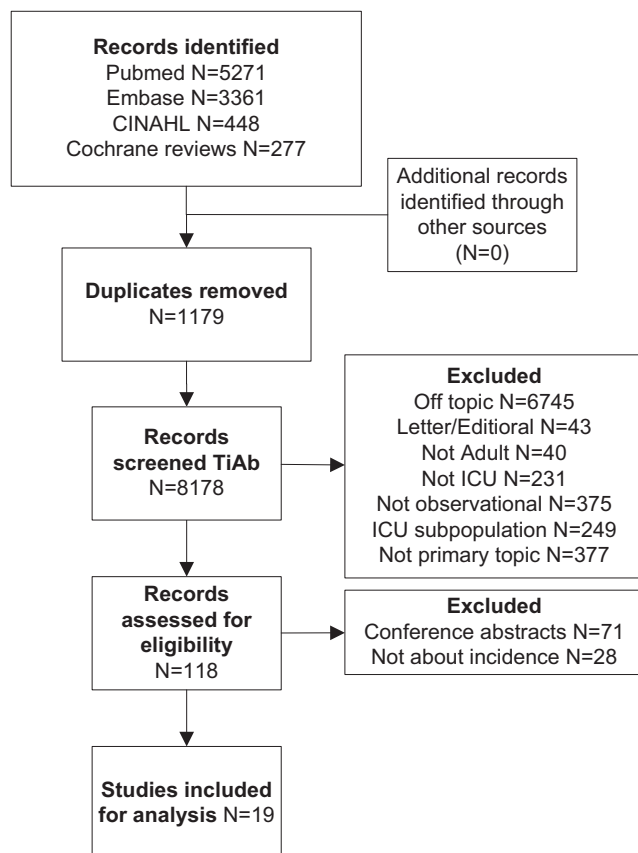 Records identified
Pubmed N=5271
Embase N=3361
CINAHL N=448
Cochrane reviews N=277
Additional records
identified through
other sources
(N=0)
Duplicates removed
N=1179
Records
screened TiAb
N=8178
Excluded
Off topic N=6745
Letter/Editioral N=43
Not Adult N=40
Not ICU N=231
Not observational N=375
ICU subpopulation N=249
Not primary topic N=377
Records
assessed for
eligibility
N=118
Excluded
Conference abstracts N=71
Not about incidence N=28
Studies included
for analysis N=19